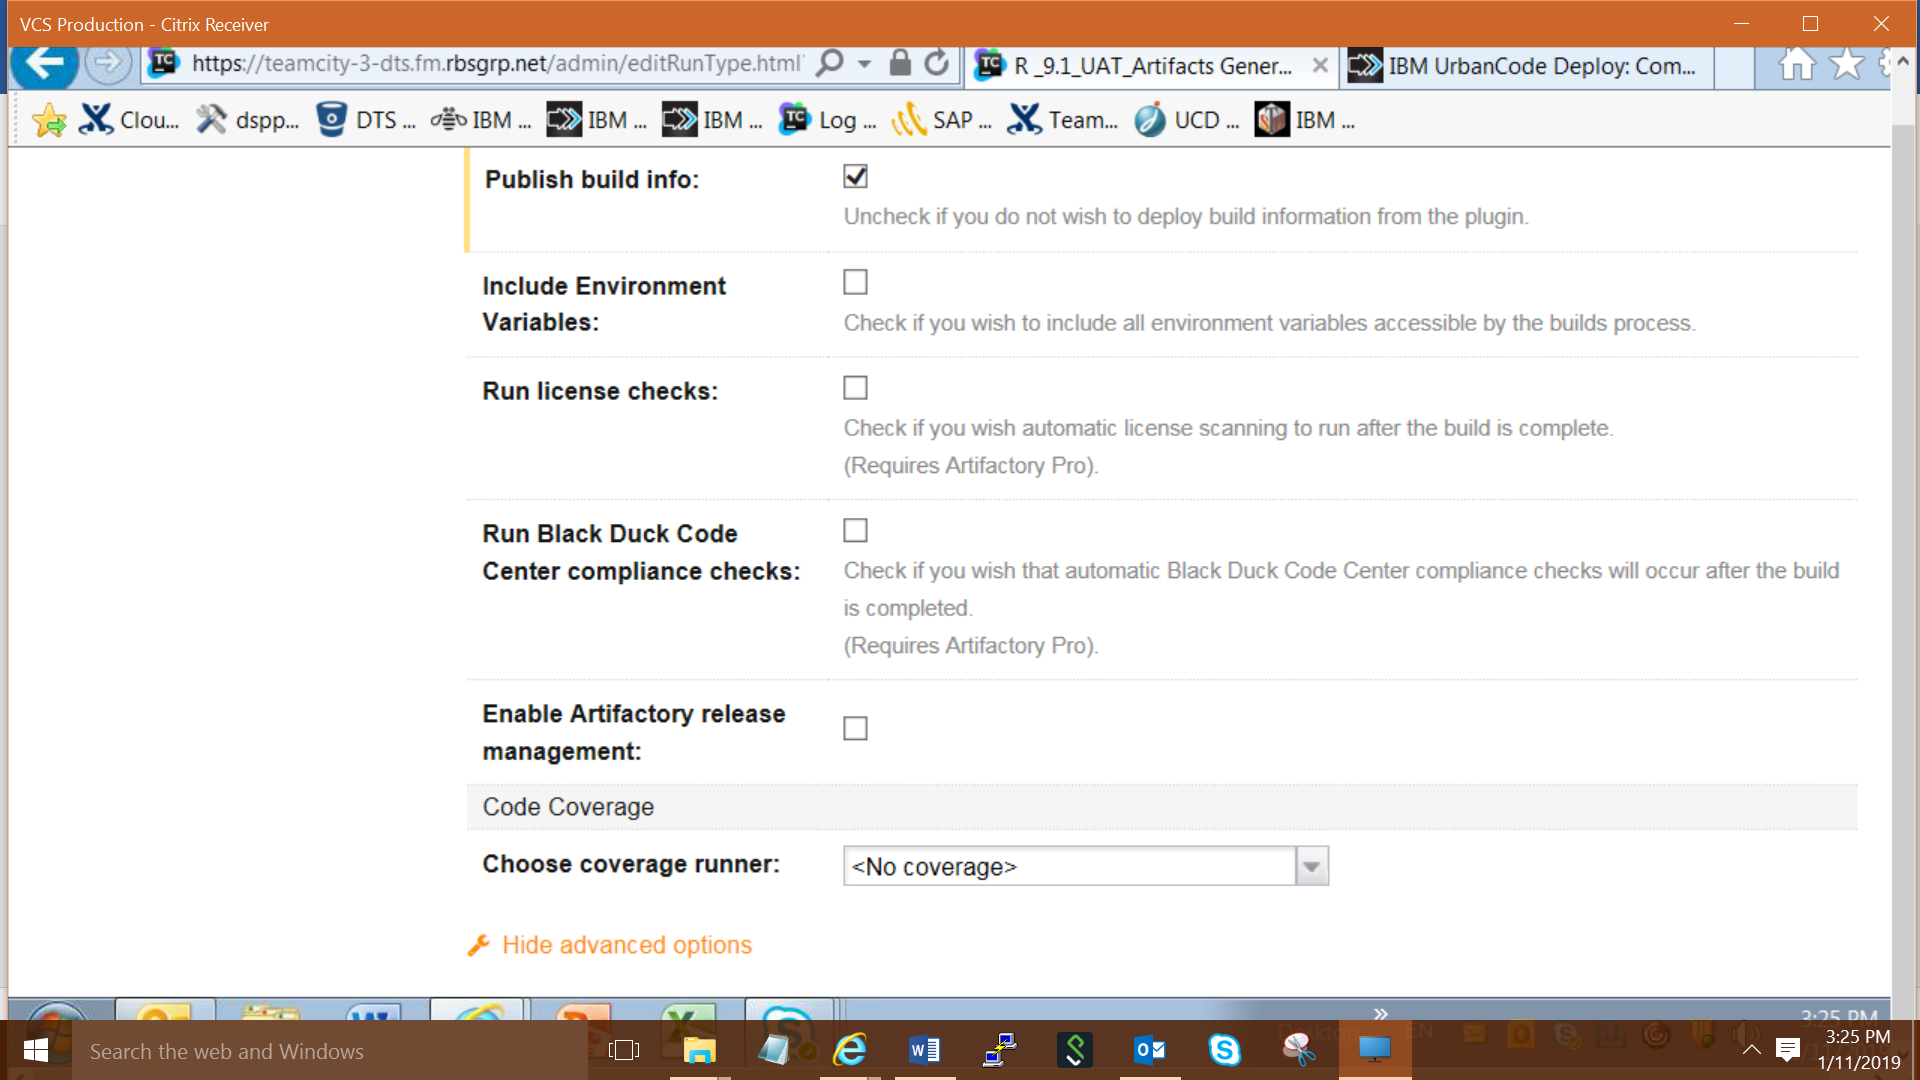 VCS Production - Citrix Receiver
https://teamcity-3-dts.fm.rbsgrp.net/admin/editRunType.html
R _9.1_UAT_Artifacts Gener...
IBM UrbanCode Deploy: Com...
Clou...
dspp...
DTS ...
IBM ...
IBM ...
IBM ...
Log ...
SAP ...
Team...
UCD ...
IBM ...
Publish build info:
Uncheck if you do not wish to deploy build information from the plugin.
Include Environment
Variables:
Check if you wish to include all environment variables accessible by the builds process.
Run license checks:
Check if you wish automatic license scanning to run after the build is complete.
(Requires Artifactory Pro).
Run Black Duck Code
Center compliance checks:
Check if you wish that automatic Black Duck Code Center compliance checks will occur after the build
is completed.
(Requires Artifactory Pro).
Enable Artifactory release
management:
Code Coverage
Choose coverage runner:
<No coverage>
Hide advanced options
3:25 PM
Search the web and Windows
Desktop
EN
3:25 PM
1/11/2019